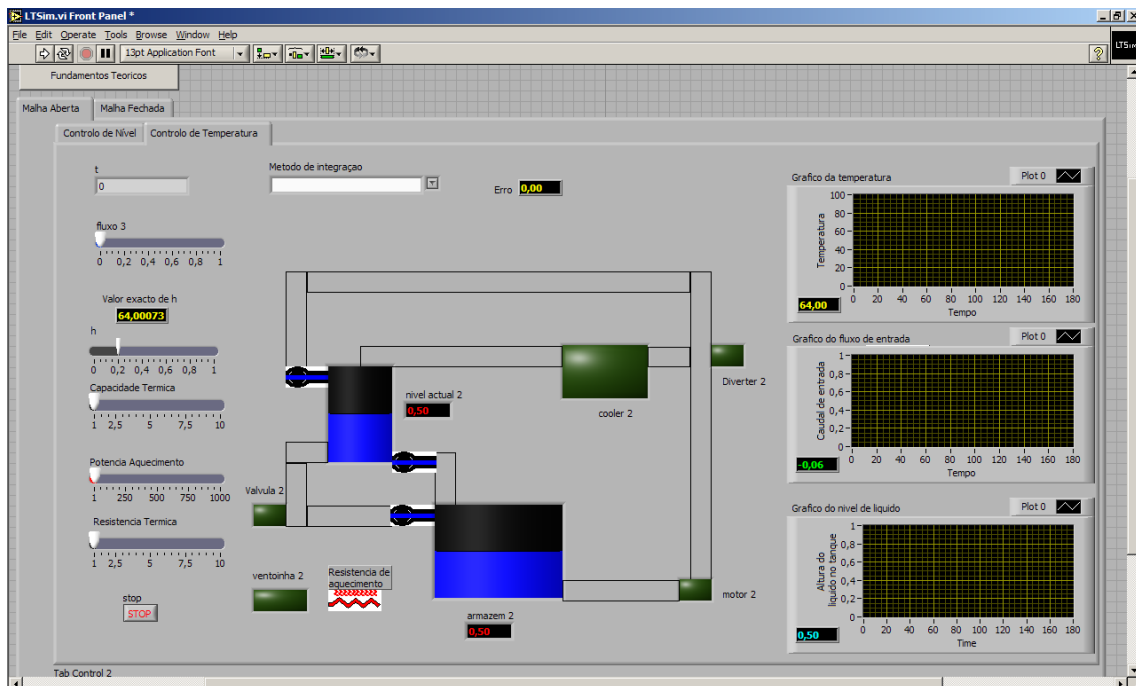 LTSim.vi Front Panel *
File Edit Operate Tools Browse Window Help
13pt Application Font
LTSim
Fundamentos Teoricos
Malha Aberta Malha Fechada
Controlo de Nível Controlo de Temperatura
t
0
Metodo de integraçao
Erro 0,00
fluxo 3
0 0,2 0,4 0,6 0,8 1
Valor exacto de h
64,00073
h
0 0,2 0,4 0,6 0,8 1
Capacidade Termica
1 2,5 5 7,5 10
Potencia Aquecimento
1 250 500 750 1000
Resistencia Termica
1 2,5 5 7,5 10
stop
STOP
nivel actual 2
0,50
cooler 2
Diverter 2
Valvula 2
ventoinha 2
Resistencia de
aquecimento
armazem 2
0,50
motor 2
Grafico da temperatura
Plot 0
Temperatura
100
80
60
40
20
0
64,00
0 20 40 60 80 100 120 140 160 180
Tempo
Grafico do fluxo de entrada
Plot 0
Caudal de entrada
1
0,8
0,6
0,4
0,2
0
-0,06
0 20 40 60 80 100 120 140 160 180
Tempo
Grafico do nivel de liquido
Plot 0
Altura do
liquido no tanque
1
0,8
0,6
0,4
0,2
0
0,50
0 20 40 60 80 100 120 140 160 180
Time
Tab Control 2